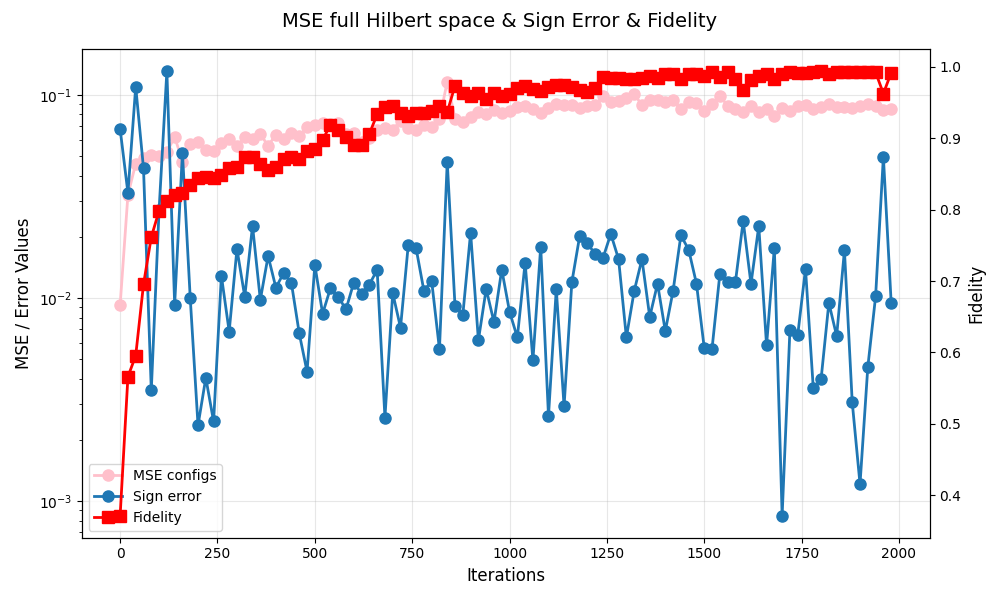 MSE full Hilbert space & Sign Error & Fidelity
MSE / Error Values
10⁻¹
10⁻²
10⁻³
1.0
0.9
0.8
0.7
0.6
0.5
0.4
Fidelity
MSE configs
Sign error
Fidelity
0 250 500 750 1000 1250 1500 1750 2000
Iterations